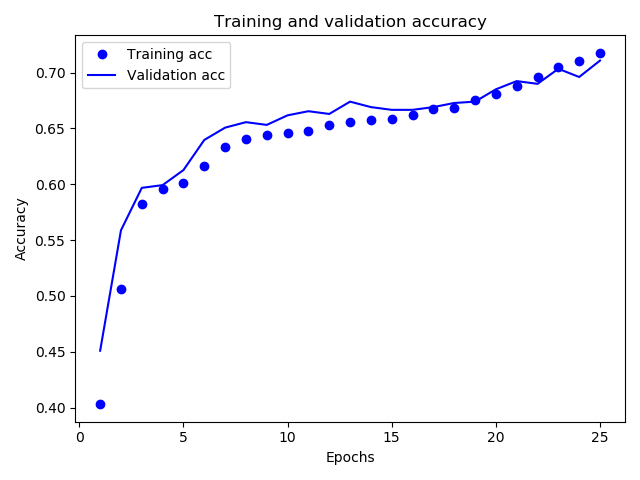 Training and validation accuracy
Training acc
Validation acc
0.70
0.65
0.60
0.55
0.50
0.45
0.40
Accuracy
0
5
10
15
20
25
Epochs